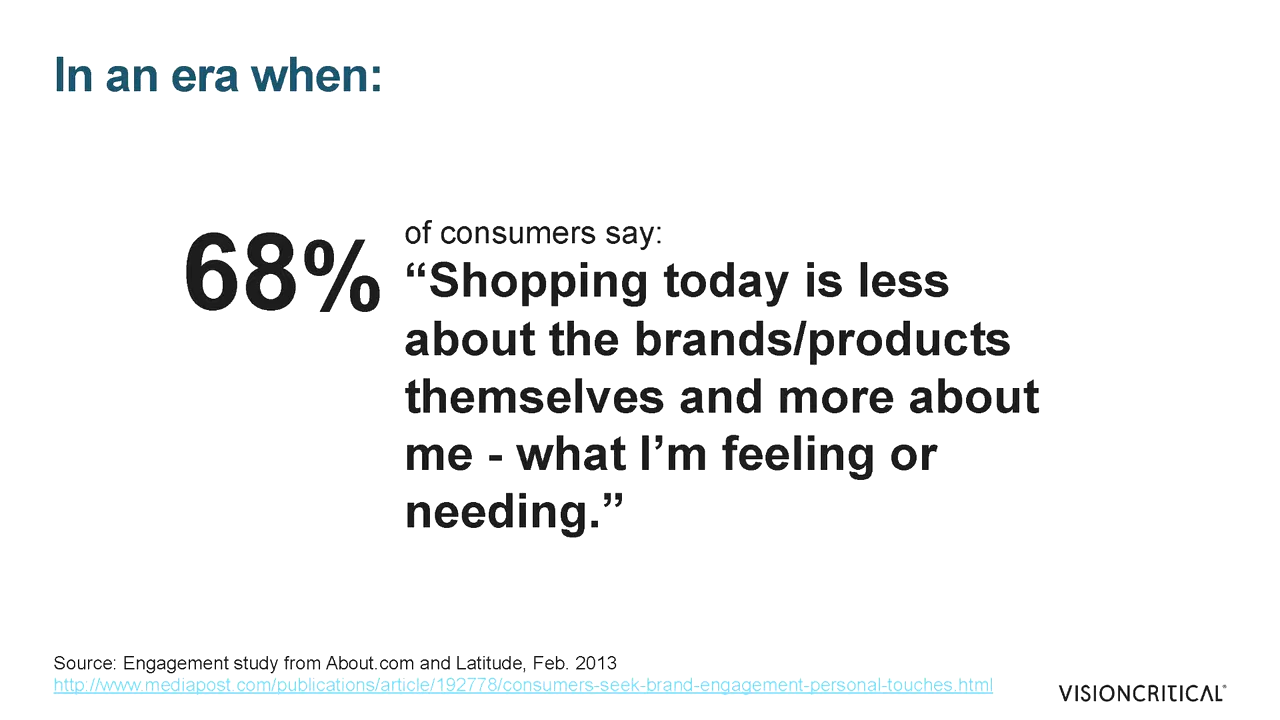 In an era when:
68%
of consumers say:
“Shopping today is less
about the brands/products
themselves and more about
me - what I’m feeling or
needing.”
Source: Engagement study from About.com and Latitude, Feb. 2013
http://www.mediapost.com/publications/article/192778/consumers-seek-brand-engagement-personal-touches.html
VISIONCRITICAL®